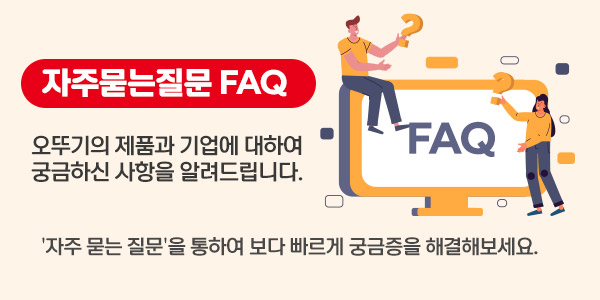 자주묻는질문 FAQ
오뚜기의 제품과 기업에 대하여
궁금하신 사항을 알려드립니다.
?
?
FAQ
'자주 묻는 질문'을 통하여 보다 빠르게 궁금증을 해결해보세요.